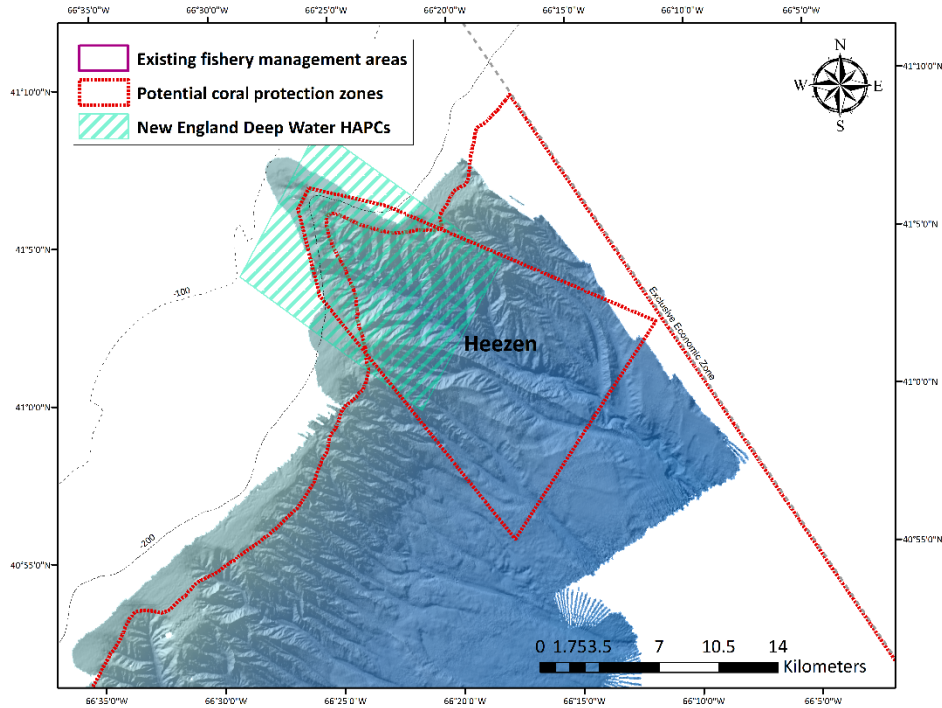 66°25'0"W
66°20'0"W
66°15'0"W
66°10'0"W
66°5'0"W
Existing fishery management areas
Potential coral protection zones
New England Deep Water HAPCs
N
W E
S
41°10'0"N
41°10'0"N
41°5'0"N
41°5'0"N
-100
Exclusive Economic Zone
Heezen
41°0'0"N
41°0'0"N
-200
40°55'0"N
40°55'0"N
0 1.75 3.5 7 10.5 14
Kilometers
66°35'0"W
66°30'0"W
66°25'0"W
66°20'0"W
66°15'0"W
66°10'0"W
66°5'0"W